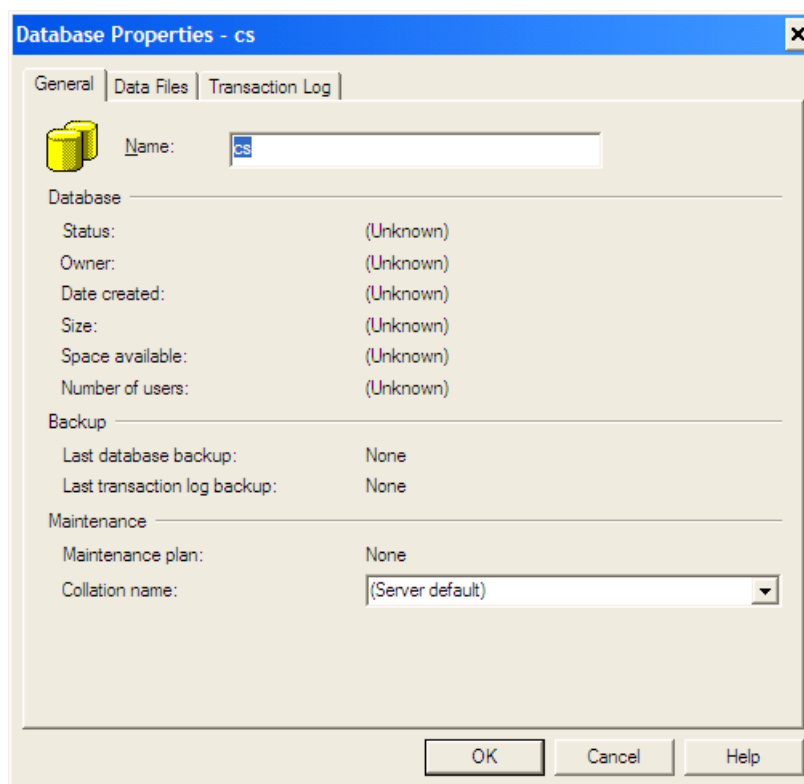 Database Properties - cs
General Data Files Transaction Log
Name: cs
Database
Status: (Unknown)
Owner: (Unknown)
Date created: (Unknown)
Size: (Unknown)
Space available: (Unknown)
Number of users: (Unknown)
Backup
Last database backup: None
Last transaction log backup: None
Maintenance
Maintenance plan: None
Collation name: (Server default)
OK Cancel Help